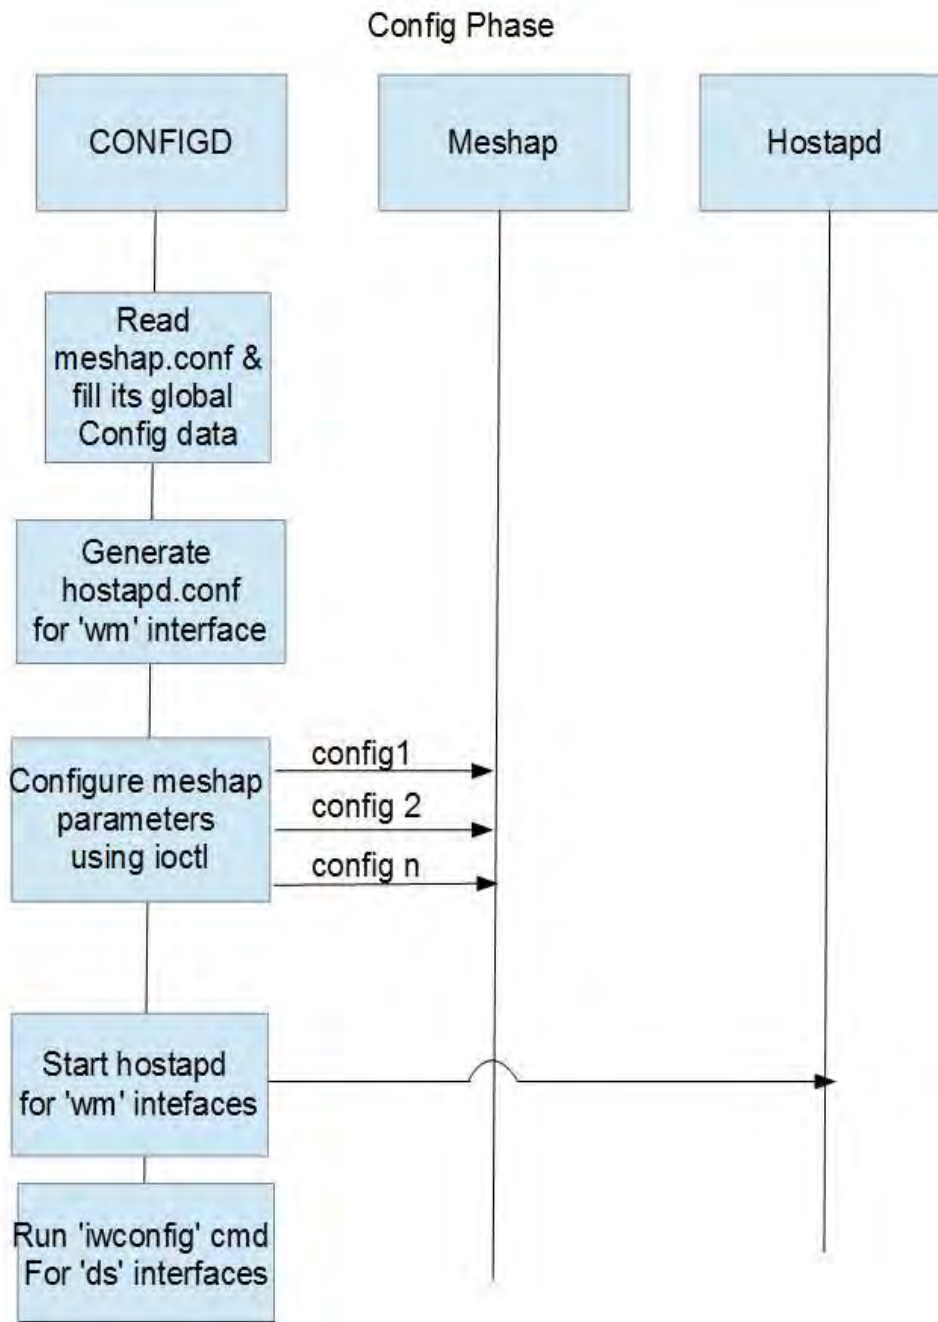 Config Phase
CONFIGD
Meshap
Hostapd
Read
meshap.conf &
fill its global
Config data
Generate
hostapd.conf
for 'wm' interface
Configure meshap
parameters
using ioctl
config1
config 2
config n
Start hostapd
for 'wm' intefaces
Run 'iwconfig' cmd
For 'ds' interfaces